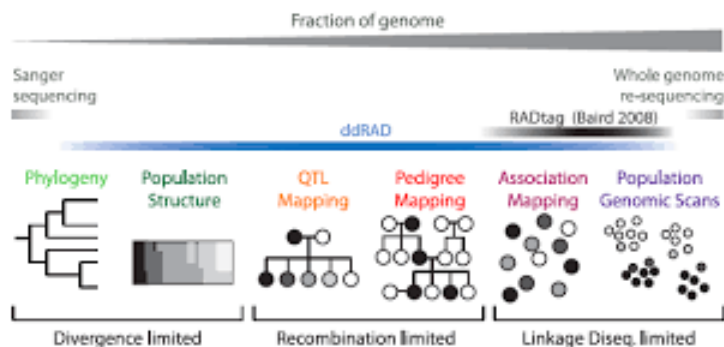 Fraction of genome
Sanger
sequencing
Whole genome
re-sequencing
RADtag (Baird 2008)
ddRAD
Phylogeny
Population
Structure
QTL
Mapping
Pedigree
Mapping
Association
Mapping
Population
Genomic Scans
Divergence limited
Recombination limited
Linkage Diseq. limited